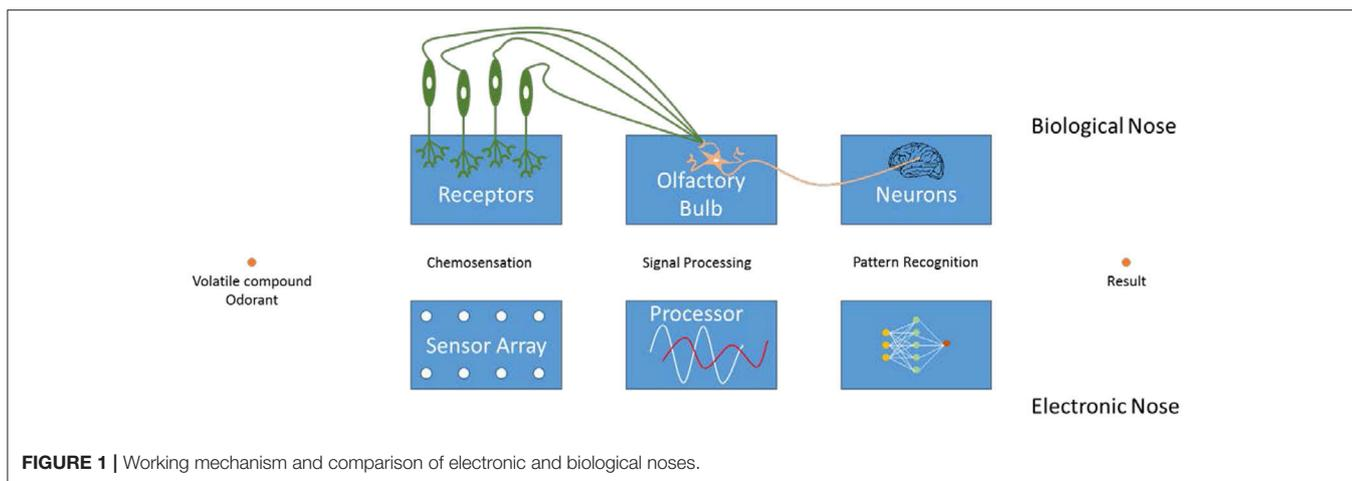 Biological Nose
Receptors
Olfactory
Bulb
Neurons
Volatile compound
Odorant
Chemosensation
Signal Processing
Pattern Recognition
Result
Sensor Array
Processor
Electronic Nose
FIGURE 1 | Working mechanism and comparison of electronic and biological noses.